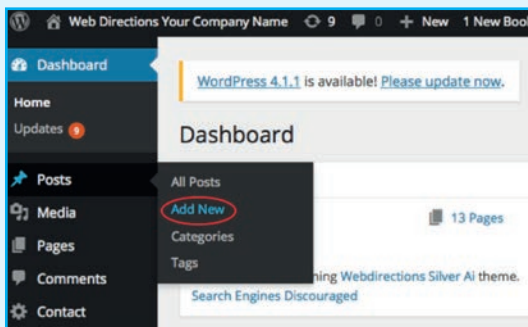 Web Directions Your Company Name 9 0 + New 1 New Boo
Dashboard
WordPress 4.1.1 is available! Please update now.
Home
Updates 9
Dashboard
Posts
All Posts
Media
Add New
13 Pages
Pages
Categories
Comments
Tags
ning Webdirections Silver Ai theme.
Search Engines Discouraged
Contact